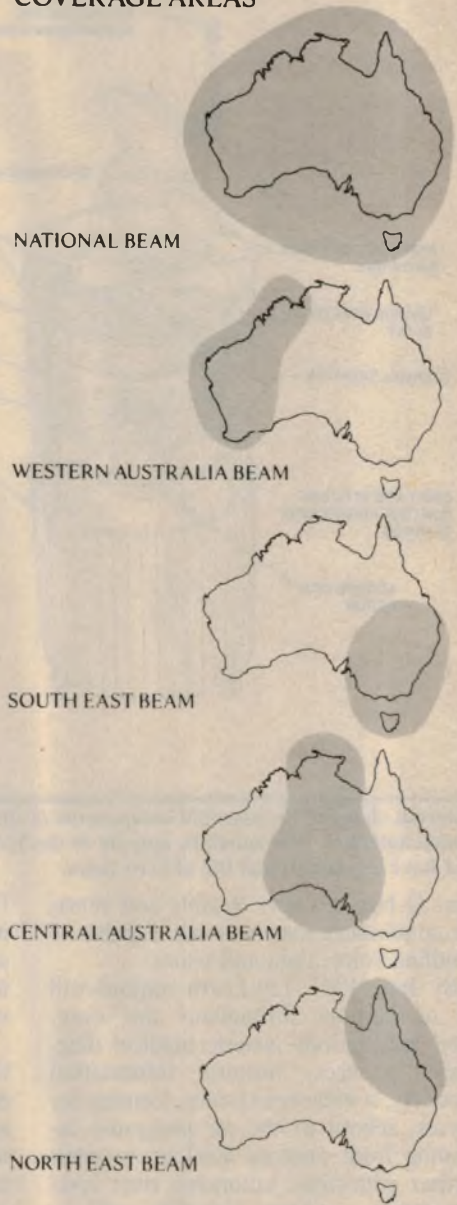 COVERAGE AREAS
NATIONAL BEAM
WESTERN AUSTRALIA BEAM
SOUTH EAST BEAM
CENTRAL AUSTRALIA BEAM
NORTH EAST BEAM